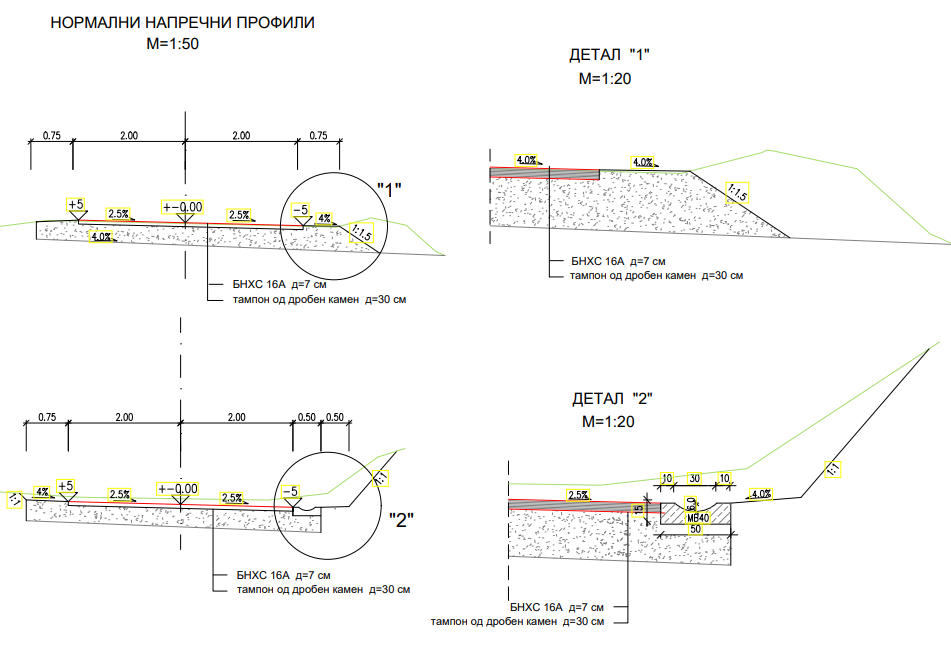 НОРМАЛНИ НАПРЕЧНИ ПРОФИЛИ
М=1:50
0.75 2.00 2.00 0.75
"1"
+5 2.5% +-0.00 2.5% -5 4% 1:1.5
4.0%
БНХС 16А д=7 см
тампон од дробен камен д=30 см
ДЕТАЛ "1"
М=1:20
4.0% 4.0%
1:1.5
БНХС 16А д=7 см
тампон од дробен камен д=30 см
0.75 2.00 2.00 0.50 0.50
1:1 4% +5 2.5% +-0.00 2.5% -5 1:1
"2"
БНХС 16А д=7 см
тампон од дробен камен д=30 см
ДЕТАЛ "2"
М=1:20
1:1
10 30 10
2.5% 4.0%
15 МВ40
50
БНХС 16А д=7 см
тампон од дробен камен д=30 см